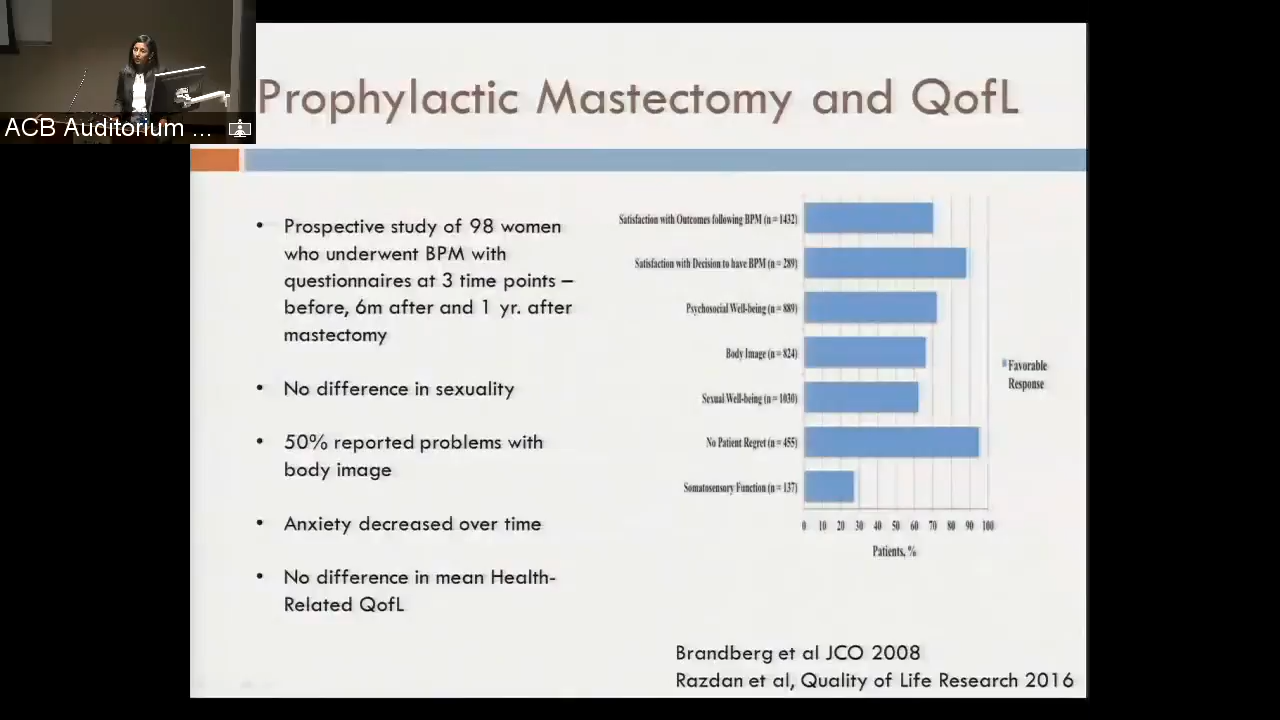 ACB Auditorium ...
Prophylactic Mastectomy and QofL
• Prospective study of 98 women
who underwent BPM with
questionnaires at 3 time points –
before, 6m after and 1 yr. after
mastectomy
• No difference in sexuality
• 50% reported problems with
body image
• Anxiety decreased over time
• No difference in mean Health-
Related QofL
Satisfaction with Outcomes following BPM (n = 1432)
Satisfaction with Decision to have BPM (n = 289)
Psychosocial Well-being (n = 889)
Body Image (n = 824)
Sexual Well-being (n = 1030)
No Patient Regret (n = 455)
Somatosensory Function (n = 137)
0 10 20 30 40 50 60 70 80 90 100
Patients, %
Favorable
Response
Brandberg et al JCO 2008
Razdan et al, Quality of Life Research 2016